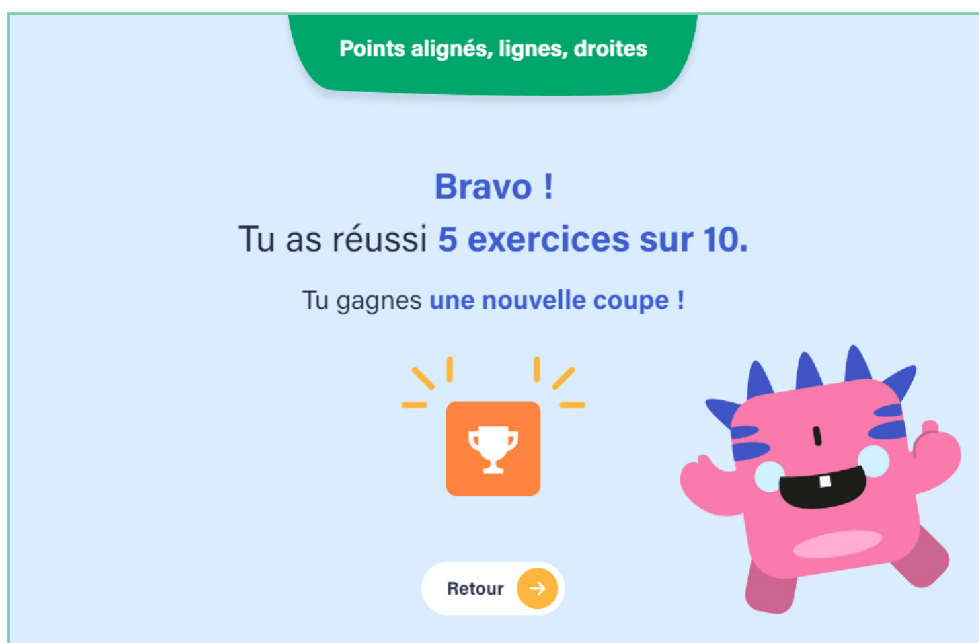 Points alignés, lignes, droites
Bravo !
Tu as réussi 5 exercices sur 10.
Tu gagnes une nouvelle coupe !
Retour